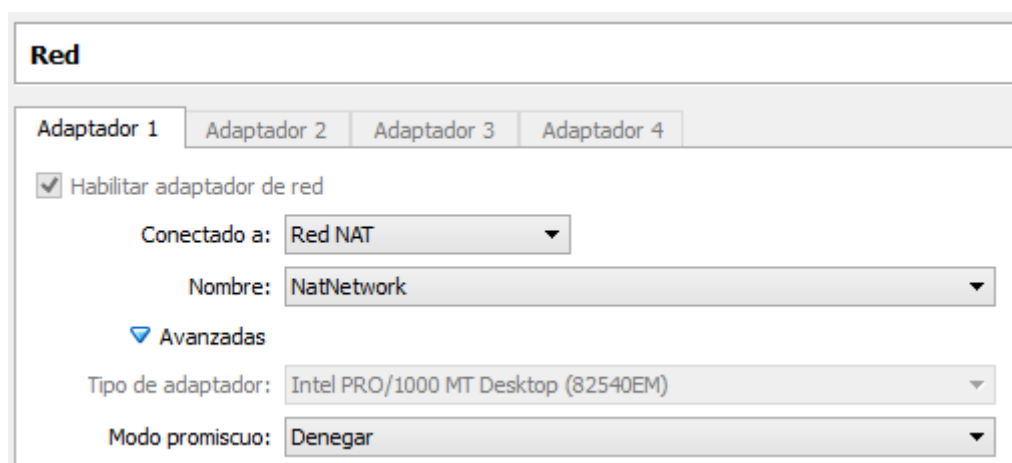 Red
Adaptador 1 Adaptador 2 Adaptador 3 Adaptador 4
Habilitar adaptador de red
Conectado a: Red NAT
Nombre: NatNetwork
Avanzadas
Tipo de adaptador: Intel PRO/1000 MT Desktop (82540EM)
Modo promiscuo: Denegar